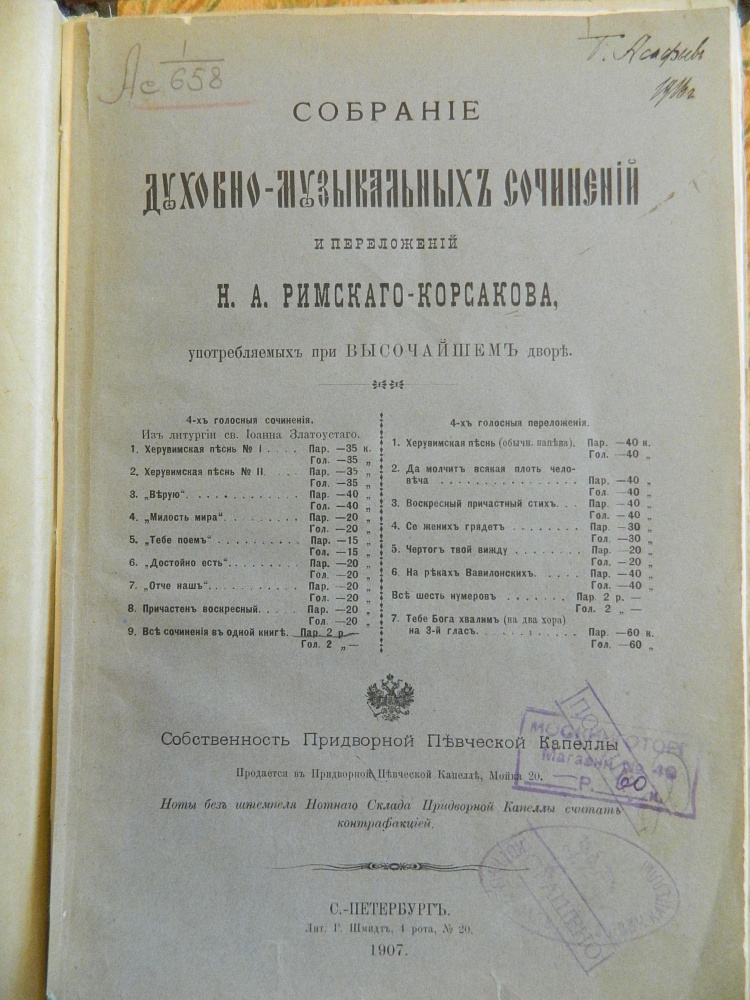 1
Ас 658
Асафьев
СОБРАНІЕ
ДУХОВНО-МУЗЫКАЛЬНЫХЪ СОЧИНЕНІЙ
И ПЕРЕЛОЖЕНІЙ
Н. А. РИМСКАГО-КОРСАКОВА,
употребляемыхъ при ВЫСОЧАЙШЕМЪ дворѣ.
4-хъ голосныя сочиненія.
Изъ литургіи св. Іоанна Златоустаго.
1. Херувимская пѣснь № I . . . . Пар. —35 к.
Гол. —35 „
2. Херувимская пѣснь № II . . . Пар. —35 „
Гол. —35 „
3. „Вѣрую“ . . . . . . . . . . . Пар. —40 „
Гол. —40 „
4. „Милость мира“ . . . . . . . . Пар. —20 „
Гол. —20 „
5. „Тебе поемъ“ . . . . . . . . . Пар. —15 „
Гол. —15 „
6. „Достойно есть“ . . . . . . . . Пар. —20 „
Гол. —20 „
7. „Отче нашъ“ . . . . . . . . . Пар. —20 „
Гол. —20 „
8. Причастенъ воскресный . . . . . Пар. —20 „
Гол. —20 „
9. Всѣ сочиненія въ одной книгѣ. Пар. 2 р. —
Гол. 2 „ —
4-хъ голосныя переложенія.
1. Херувимская пѣснь (обычн. напѣва). Пар. —40 к.
Гол. —40 „
2. Да молчитъ всякая плоть чело-
вѣча . . . . . . . . . . . . . Пар. —40 „
Гол. —40 „
3. Воскресный причастный стихъ . . . Пар. —40 „
Гол. —40 „
4. Се женихъ грядетъ . . . . . . . . Пар. —30 „
Гол. —30 „
5. Чертогъ твой вижду . . . . . . . Пар. —20 „
Гол. —20 „
6. На рѣкахъ Вавилонскихъ . . . . . Пар. —40 „
Гол. —40 „
Всѣ шесть нумеровъ . . . . . . . Пар. 2 р. —
Гол. 2 „ —
7. Тебе Бога хвалимъ (на два хора)
на 3-й гласъ . . . . . . . . . . Пар. —60 к.
Гол. —60 „
Собственность Придворной Пѣвческой Капеллы
Продается въ Придворной Пѣвческой Капеллѣ, Мойка 20.
Магазин № 40
Р. 60 к.
Ноты безъ штемпеля Нотнаго Склада Придворной Капеллы считать
контрафакціей.
С.-ПЕТЕРБУРГЪ.
Лит. Г. Шмидтъ, 4 рота, № 20.
1907.